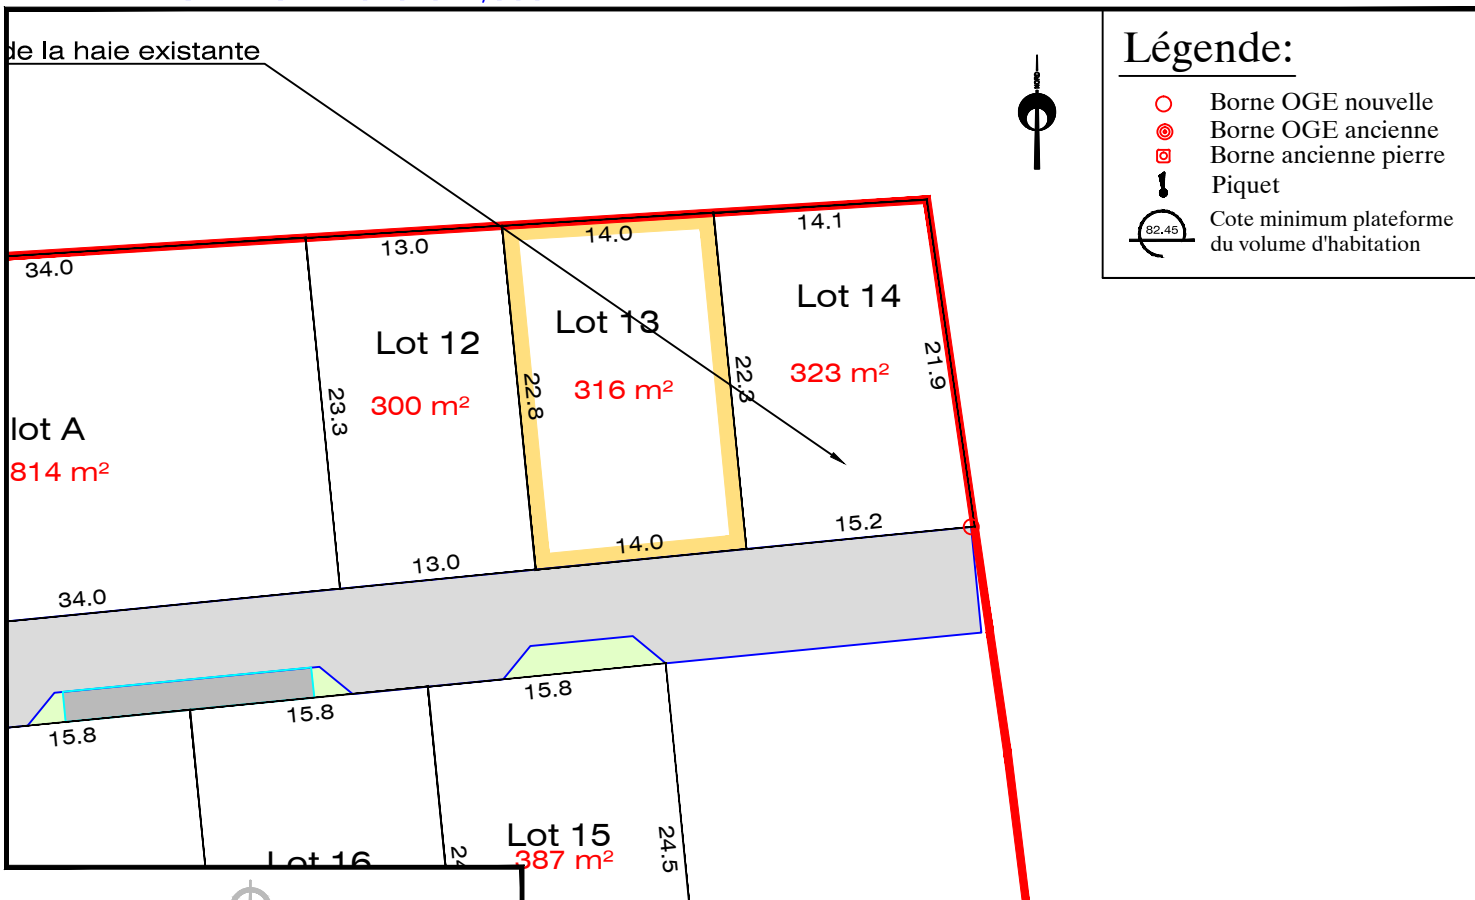 de la haie existante
Légende:
Borne OGE nouvelle
Borne OGE ancienne
Borne ancienne pierre
Piquet
82.45
Cote minimum plateforme
du volume d'habitation
NORD
34.0
13.0
14.0
14.1
Lot 12
300 m²
Lot 13
316 m²
Lot 14
323 m²
lot A
814 m²
23.3
22.8
22.3
21.9
34.0
13.0
14.0
15.2
15.8
15.8
15.8
Lot 16
Lot 15
387 m²
24.5